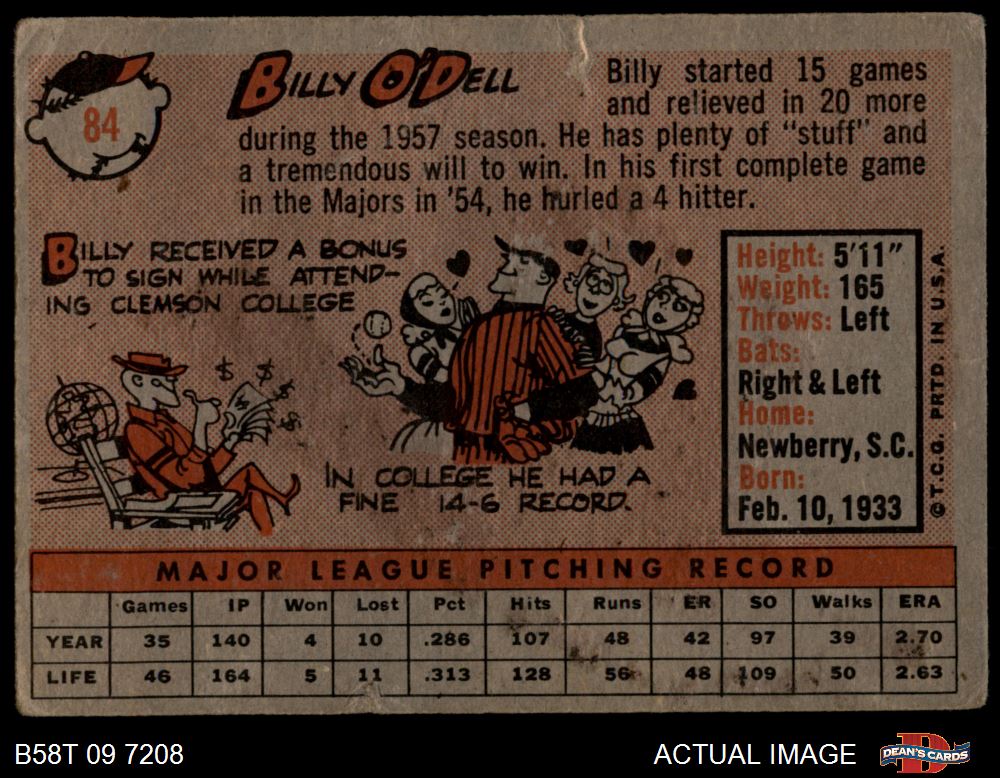 84
BILLY O'DELL
Billy started 15 games
and relieved in 20 more
during the 1957 season. He has plenty of "stuff" and
a tremendous will to win. In his first complete game
in the Majors in '54, he hurled a 4 hitter.
BILLY RECEIVED A BONUS
TO SIGN WHILE ATTEND-
ING CLEMSON COLLEGE
$ $ $ $ $
IN COLLEGE HE HAD A
FINE 14-6 RECORD.
Height: 5'11"
Weight: 165
Throws: Left
Bats:
Right & Left
Home:
Newberry, S.C.
Born:
Feb. 10, 1933
© T.C.G. PRTD. IN U.S.A.
MAJOR LEAGUE PITCHING RECORD
Games IP Won Lost Pct Hits Runs ER SO Walks ERA
YEAR 35 140 4 10 .286 107 48 42 97 39 2.70
LIFE 46 164 5 11 .313 128 56 48 109 50 2.63
B58T 09 7208
ACTUAL IMAGE
DEAN'S CARDS